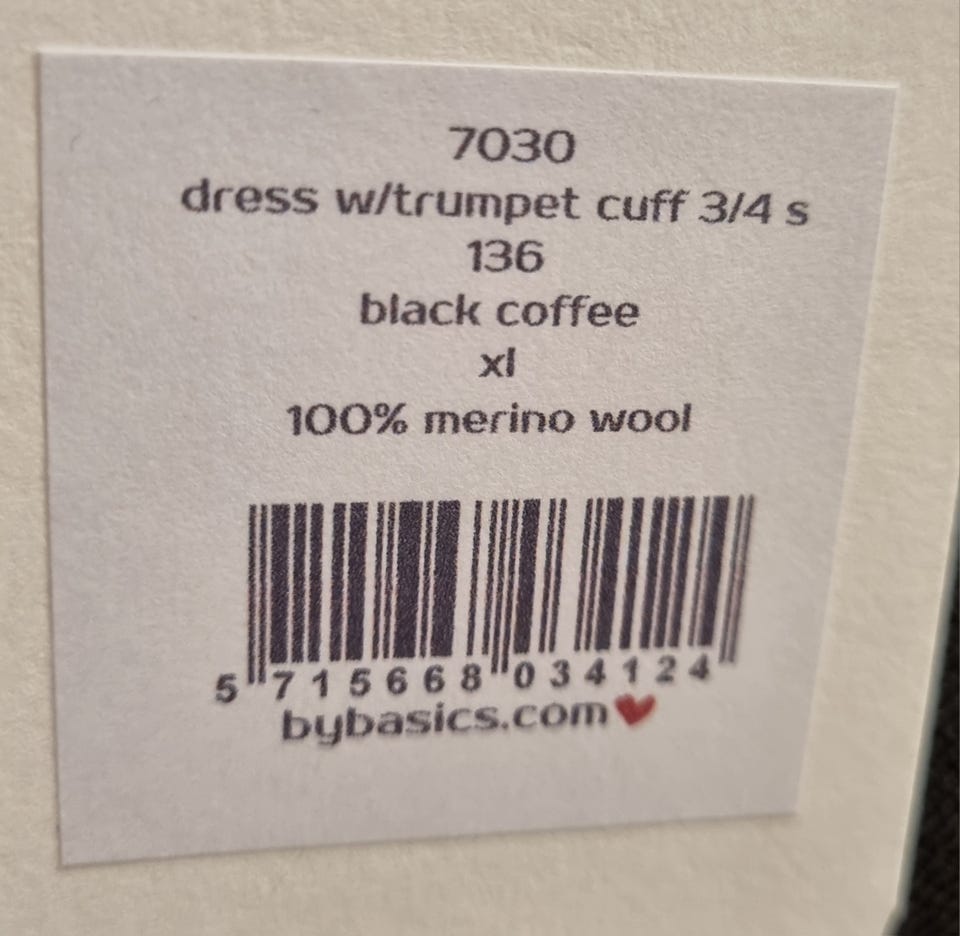 7030
dress w/trumpet cuff 3/4 s
136
black coffee
xl
100% merino wool
5 715668 034124
bybasics.com❤